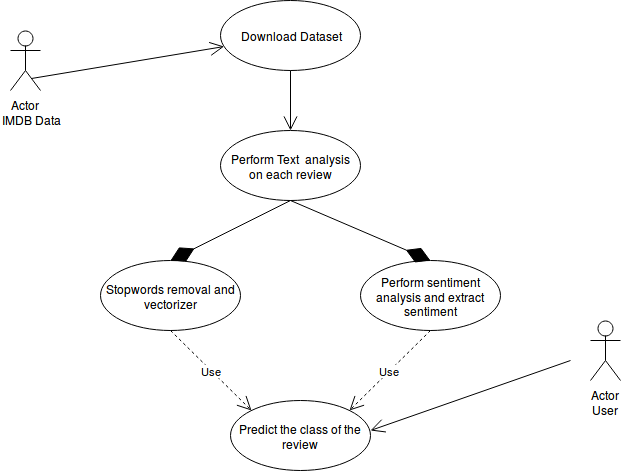 Download Dataset
Actor
IMDB Data
Perform Text analysis
on each review
Stopwords removal and
vectorizer
Perform sentiment
analysis and extract
sentiment
Use
Use
Actor
User
Predict the class of the
review